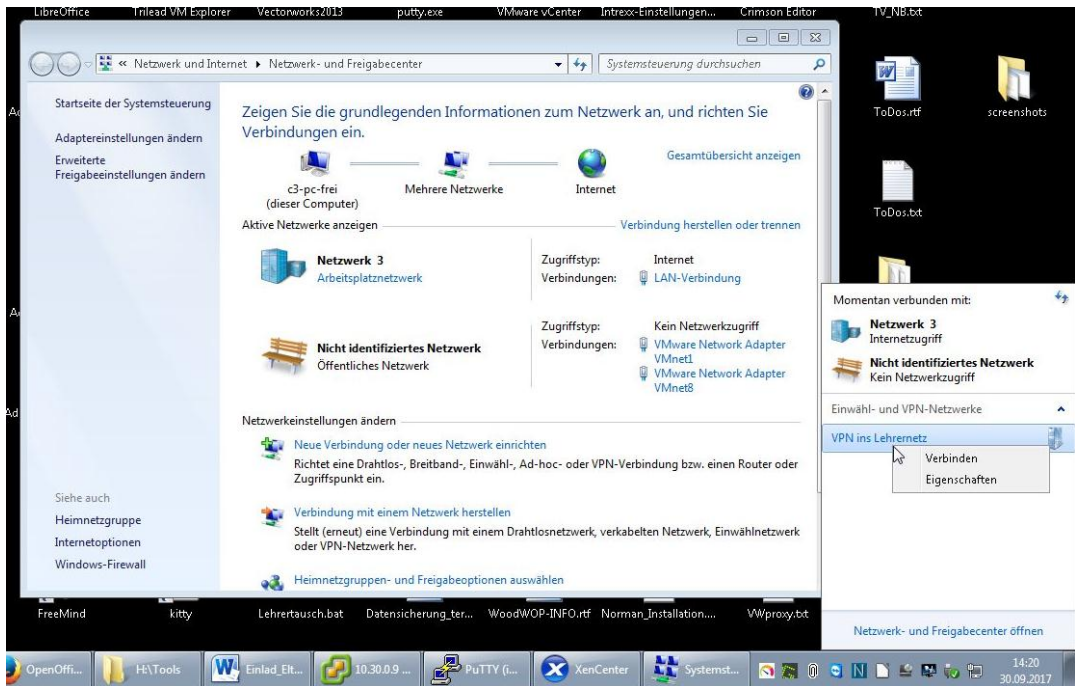 LibreOffice
Trilead VM Explorer
Vectorworks2013
putty.exe
VMware vCenter
Intrexx-Einstellungen...
Crimson Editor
TV_NB.txt
« Netzwerk und Internet ▸ Netzwerk- und Freigabecenter
Systemsteuerung durchsuchen
Startseite der Systemsteuerung
Adaptereinstellungen ändern
Erweiterte
Freigabeeinstellungen ändern
Siehe auch
Heimnetzgruppe
Internetoptionen
Windows-Firewall
Zeigen Sie die grundlegenden Informationen zum Netzwerk an, und richten Sie
Verbindungen ein.
Gesamtübersicht anzeigen
c3-pc-frei
(dieser Computer)
Mehrere Netzwerke
Internet
Aktive Netzwerke anzeigen
Verbindung herstellen oder trennen
Netzwerk 3
Arbeitsplatznetzwerk
Zugriffstyp: Internet
Verbindungen: LAN-Verbindung
Nicht identifiziertes Netzwerk
Öffentliches Netzwerk
Zugriffstyp: Kein Netzwerkzugriff
Verbindungen: VMware Network Adapter
VMnet1
VMware Network Adapter
VMnet8
Netzwerkeinstellungen ändern
Neue Verbindung oder neues Netzwerk einrichten
Richtet eine Drahtlos-, Breitband-, Einwähl-, Ad-hoc- oder VPN-Verbindung bzw. einen Router oder
Zugriffspunkt ein.
Verbindung mit einem Netzwerk herstellen
Stellt (erneut) eine Verbindung mit einem Drahtlosnetzwerk, verkabelten Netzwerk, Einwählnetzwerk
oder VPN-Netzwerk her.
Heimnetzgruppen- und Freigabeoptionen auswählen
ToDos.rtf
screenshots
ToDos.txt
Momentan verbunden mit:
Netzwerk 3
Internetzugriff
Nicht identifiziertes Netzwerk
Kein Netzwerkzugriff
Einwähl- und VPN-Netzwerke
VPN ins Lehrernetz
Verbinden
Eigenschaften
Netzwerk- und Freigabecenter öffnen
FreeMind
kitty
Lehrertausch.bat
Datensicherung_ter...
WoodWOP-INFO.rtf
Norman_Installation....
VWproxy.txt
OpenOffi...
H:\Tools
Einlad_Elt...
10.30.0.9 ...
PuTTY (i...
XenCenter
Systemst...
14:20
30.09.2017